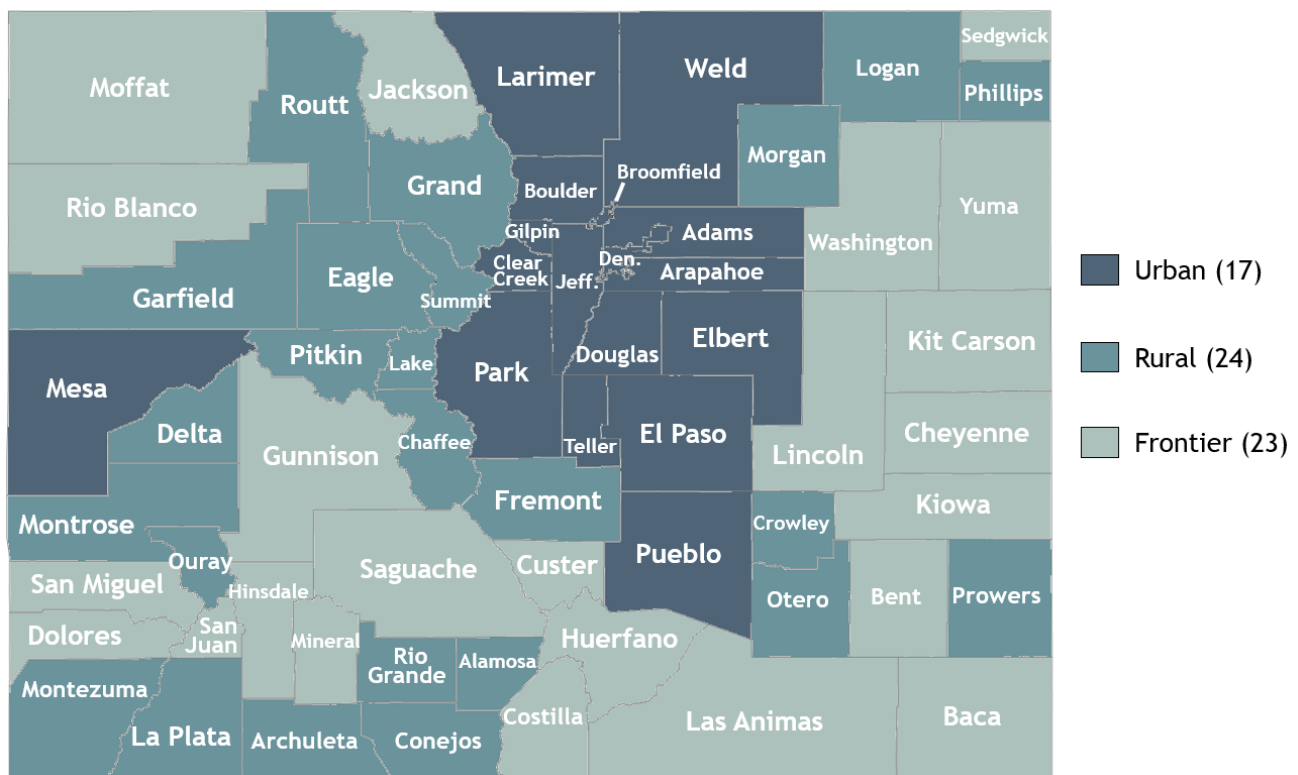 Sedgwick
Moffat
Jackson
Larimer
Weld
Logan
Phillips
Routt
Morgan
Grand
Boulder
Broomfield
Rio Blanco
Yuma
Gilpin
Adams
Washington
Clear
Creek
Jeff.
Den.
Arapahoe
Eagle
Garfield
Summit
Elbert
Kit Carson
Pitkin
Lake
Park
Douglas
Mesa
Delta
Gunnison
Chaffee
Teller
El Paso
Lincoln
Cheyenne
Montrose
Fremont
Crowley
Kiowa
Ouray
Saguache
Custer
Pueblo
San Miguel
Hinsdale
Otero
Bent
Prowers
Dolores
San
Juan
Mineral
Huerfano
Rio
Grande
Alamosa
Montezuma
La Plata
Archuleta
Conejos
Costilla
Las Animas
Baca
Urban (17)
Rural (24)
Frontier (23)